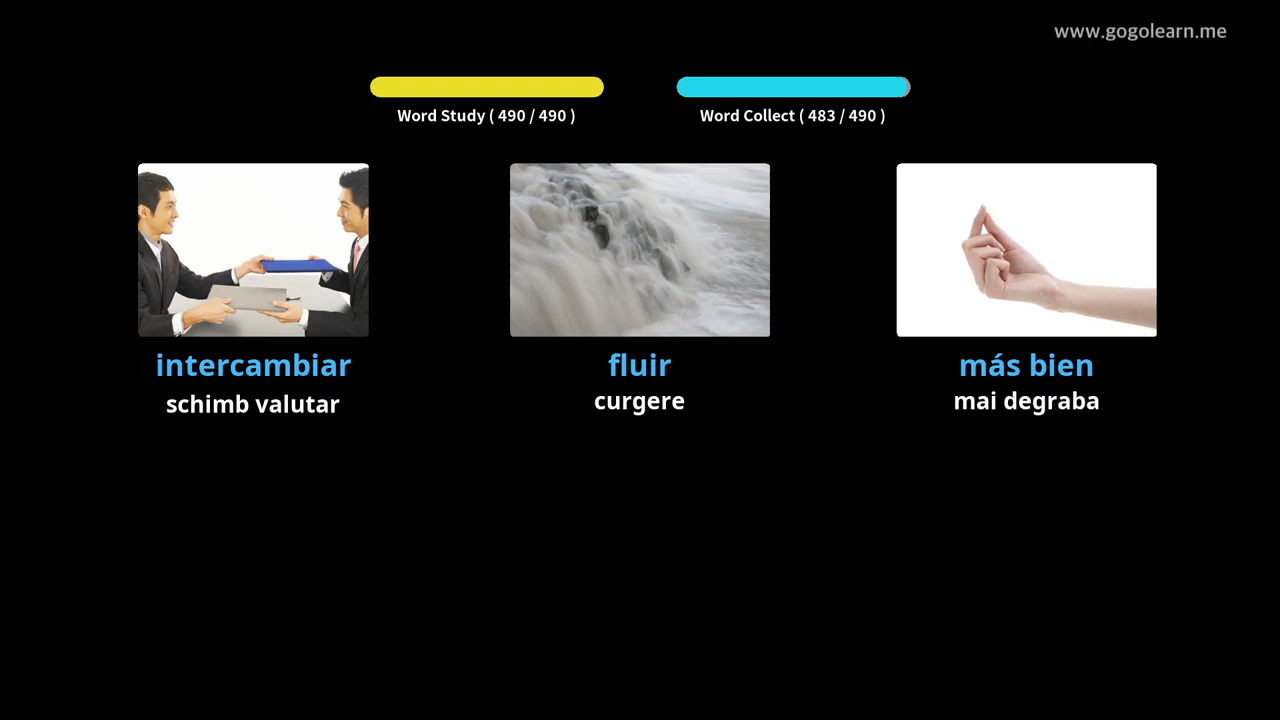 www.gogolearn.me
Word Study ( 490 / 490 )
Word Collect ( 483 / 490 )
intercambiar
schimb valutar
fluir
curgere
más bien
mai degraba